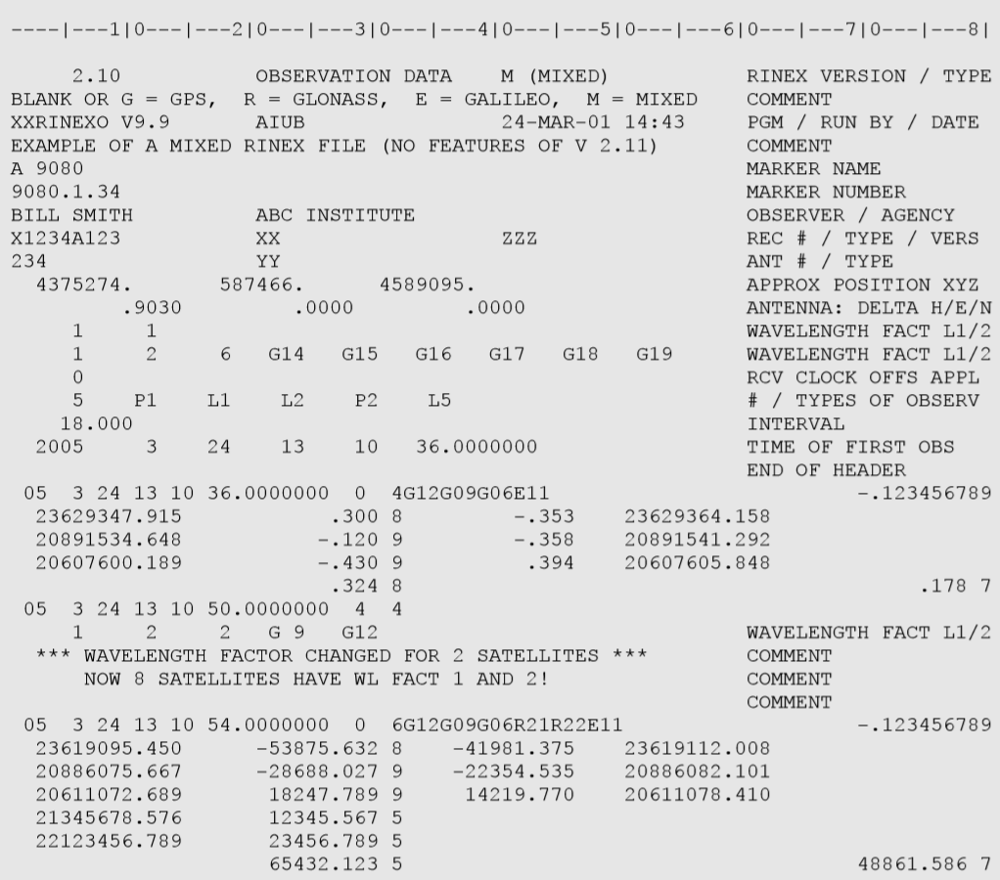 ----|---1|0---|---2|0---|---3|0---|---4|0---|---5|0---|---6|0---|---7|0---|---8|
     2.10           OBSERVATION DATA    M (MIXED)           RINEX VERSION / TYPE
BLANK OR G = GPS,  R = GLONASS,  E = GALILEO,  M = MIXED    COMMENT
XXRINEXO V9.9       AIUB                24-MAR-01 14:43     PGM / RUN BY / DATE
EXAMPLE OF A MIXED RINEX FILE (NO FEATURES OF V 2.11)       COMMENT
A 9080                                                      MARKER NAME
9080.1.34                                                   MARKER NUMBER
BILL SMITH          ABC INSTITUTE                           OBSERVER / AGENCY
X1234A123           XX                  ZZZ                 REC # / TYPE / VERS
234                 YY                                      ANT # / TYPE
  4375274.       587466.      4589095.                      APPROX POSITION XYZ
         .9030         .0000         .0000                  ANTENNA: DELTA H/E/N
     1     1                                                WAVELENGTH FACT L1/2
     1     2     6   G14   G15   G16   G17   G18   G19      WAVELENGTH FACT L1/2
     0                                                      RCV CLOCK OFFS APPL
     5    P1    L1    L2    P2    L5                        # / TYPES OF OBSERV
    18.000                                                  INTERVAL
  2005     3    24    13    10   36.0000000                 TIME OF FIRST OBS
                                                            END OF HEADER
 05  3 24 13 10 36.0000000  0  4G12G09G06E11                         -.123456789
  23629347.915            .300 8         -.353    23629364.158
  20891534.648           -.120 9         -.358    20891541.292
  20607600.189           -.430 9          .394    20607605.848
                          .324 8                                          .178 7
 05  3 24 13 10 50.0000000  4  4
     1     2     2   G 9   G12                              WAVELENGTH FACT L1/2
  *** WAVELENGTH FACTOR CHANGED FOR 2 SATELLITES ***        COMMENT
      NOW 8 SATELLITES HAVE WL FACT 1 AND 2!                COMMENT
                                                            COMMENT
 05  3 24 13 10 54.0000000  0  6G12G09G06R21R22E11                   -.123456789
  23619095.450      -53875.632 8    -41981.375    23619112.008
  20886075.667      -28688.027 9    -22354.535    20886082.101
  20611072.689       18247.789 9     14219.770    20611078.410
  21345678.576       12345.567 5
  22123456.789       23456.789 5
                     65432.123 5                                     48861.586 7